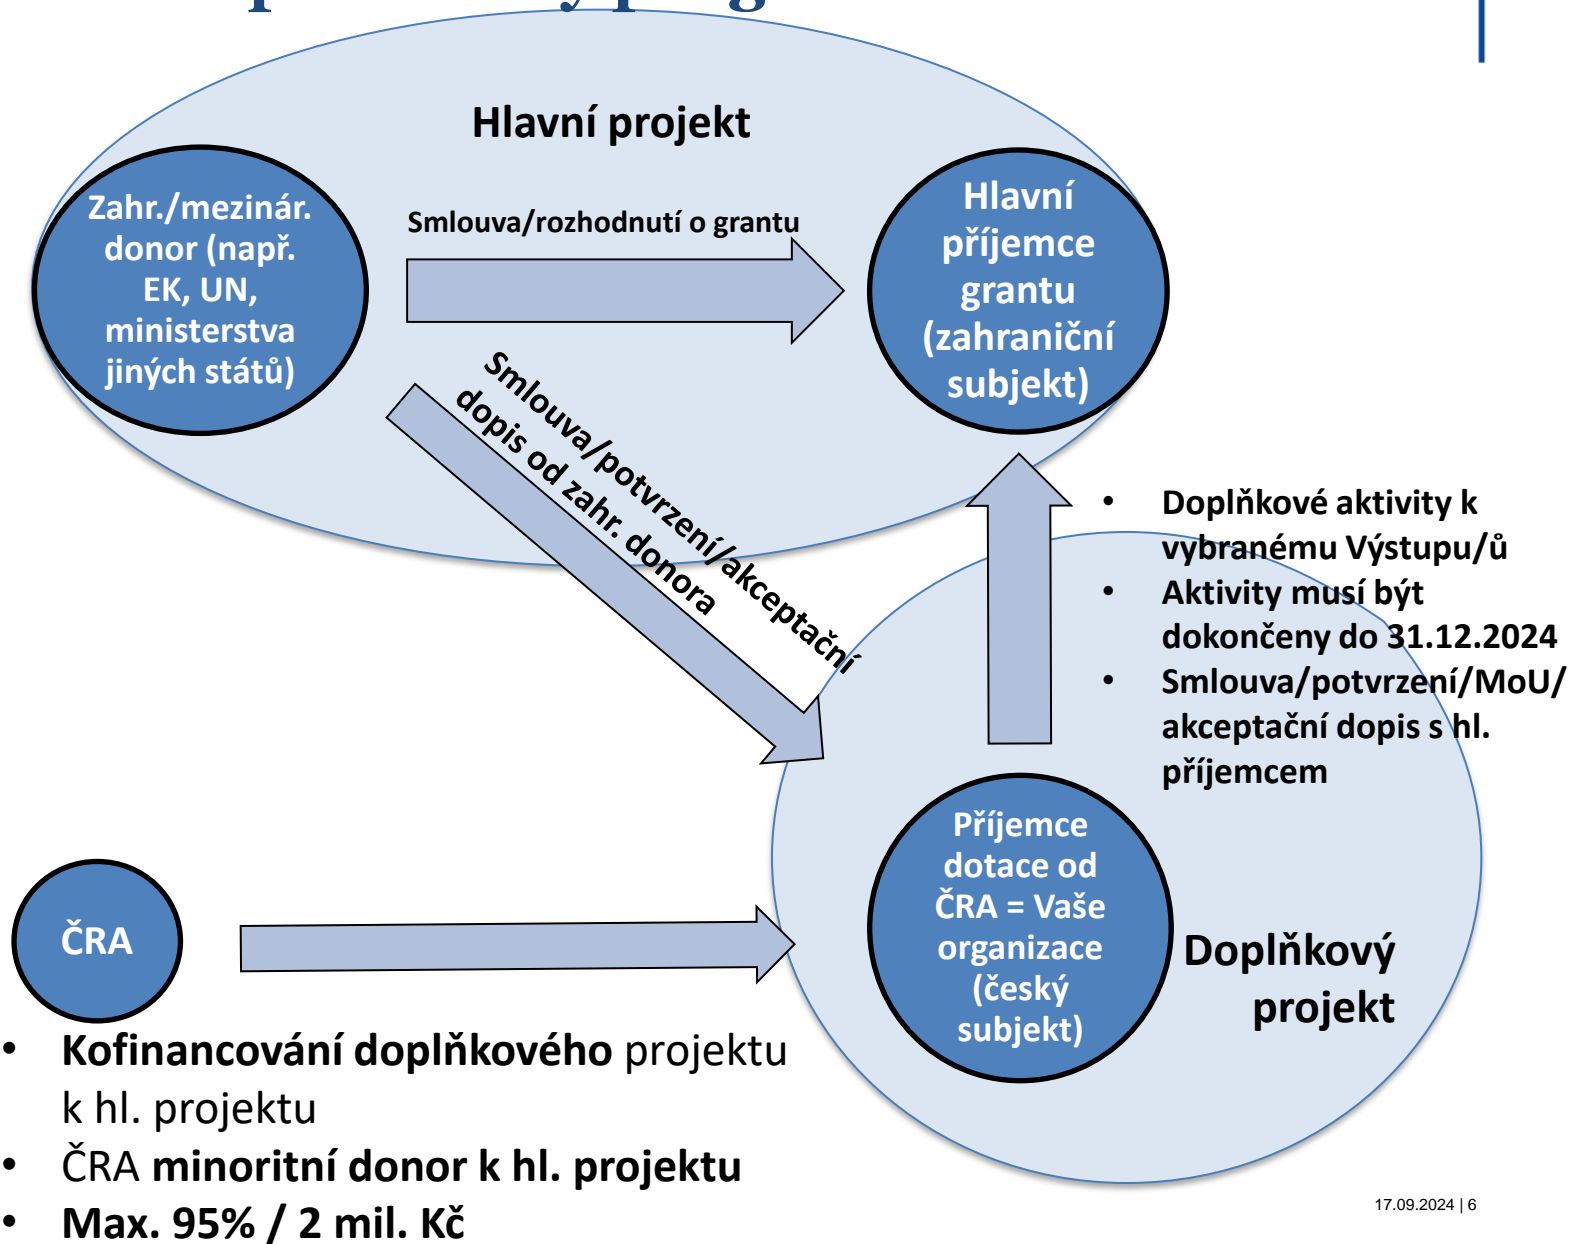 Hlavní projekt
Zahr./mezinár.
donor (např.
EK, UN,
ministerstva
jiných států)
Smlouva/rozhodnutí o grantu
Hlavní
příjemce
grantu
(zahraniční
subjekt)
Smlouva/potvrzení/akceptační
dopis od zahr. donora
• Doplňkové aktivity k
vybranému Výstupu/ů
• Aktivity musí být
dokončeny do 31.12.2024
• Smlouva/potvrzení/MoU/
akceptační dopis s hl.
příjemcem
Příjemce
dotace od
ČRA = Vaše
organizace
(český
subjekt)
Doplňkový
projekt
ČRA
• Kofinancování doplňkového projektu
k hl. projektu
• ČRA minoritní donor k hl. projektu
• Max. 95% / 2 mil. Kč
17.09.2024 | 6